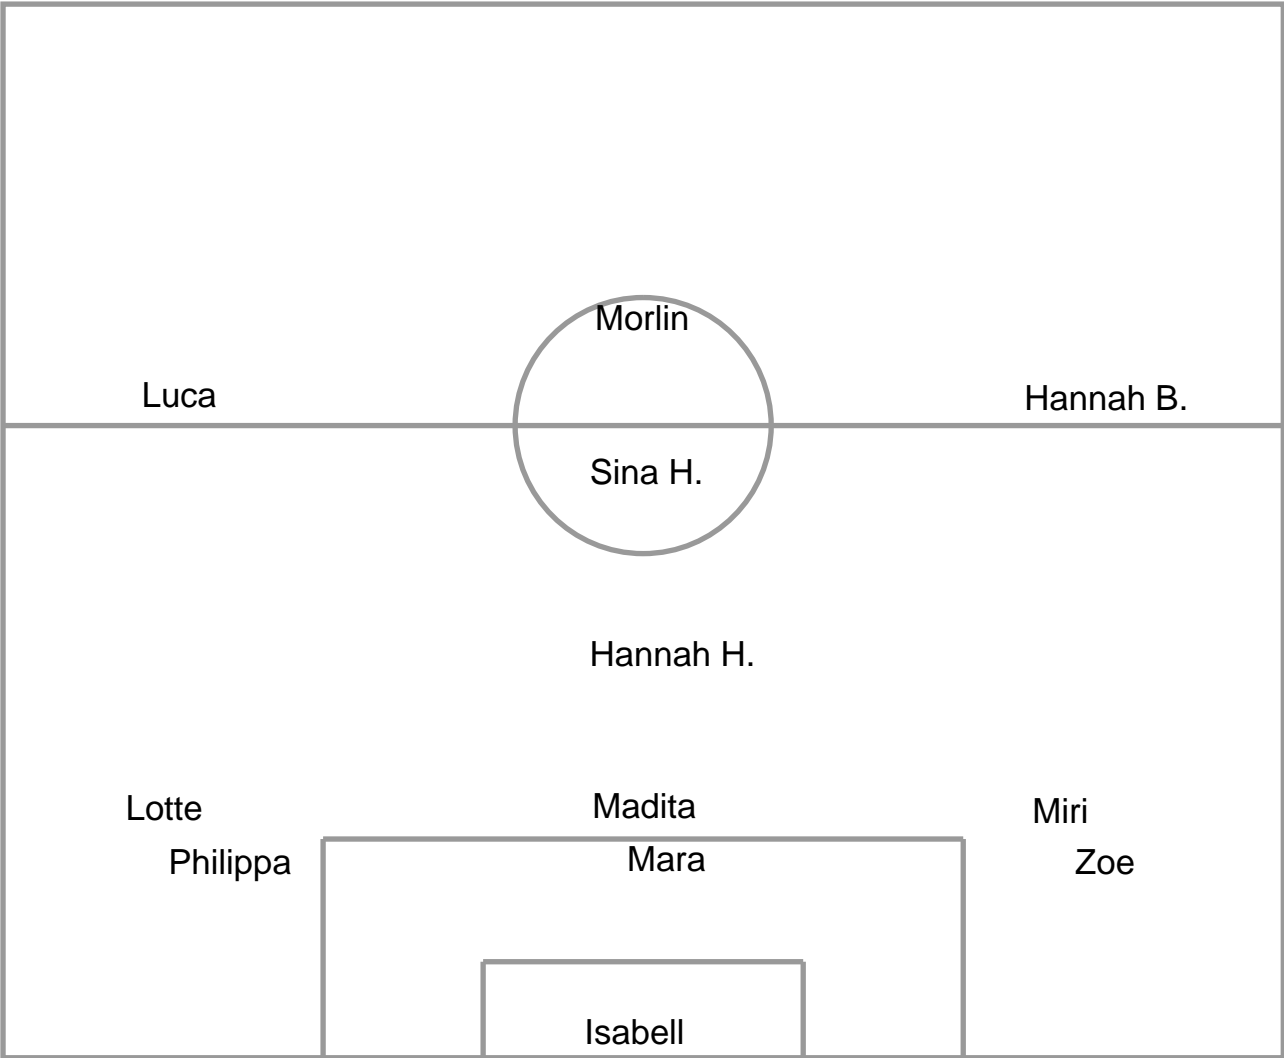 Morlin
Luca
Hannah B.
Sina H.
Hannah H.
Lotte
Madita
Miri
Philippa
Mara
Zoe
Isabell